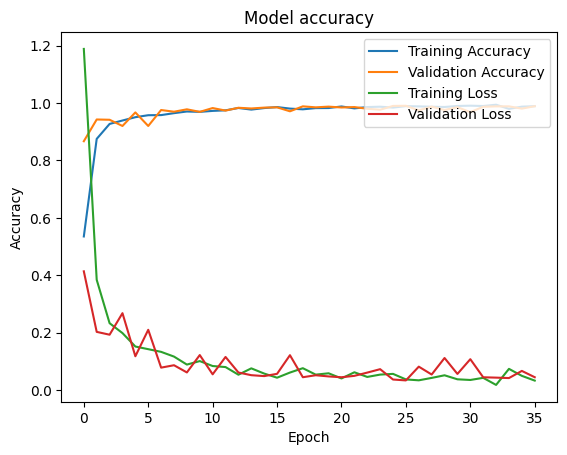 Model accuracy
1.2
1.0
0.8
0.6
0.4
0.2
0.0
Accuracy
Training Accuracy
Validation Accuracy
Training Loss
Validation Loss
0 5 10 15 20 25 30 35
Epoch